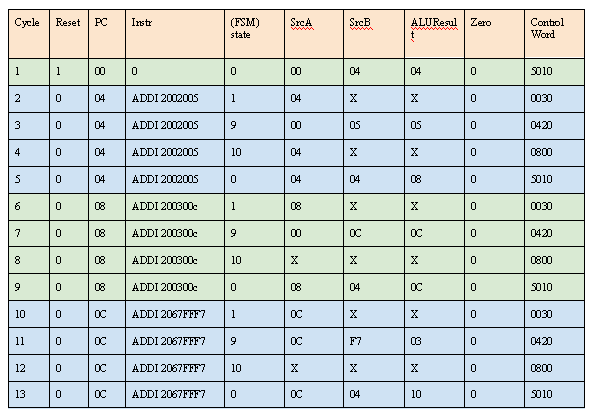 Cycle Reset PC Instr (FSM) state SrcA SrcB ALUResul t Zero Control Word
1 1 00 0 0 00 04 04 0 5010
2 0 04 ADDI 2002005 1 04 X X 0 0030
3 0 04 ADDI 2002005 9 00 05 05 0 0420
4 0 04 ADDI 2002005 10 04 X X 0 0800
5 0 04 ADDI 2002005 0 04 04 08 0 5010
6 0 08 ADDI 200300c 1 08 X X 0 0030
7 0 08 ADDI 200300c 9 00 0C 0C 0 0420
8 0 08 ADDI 200300c 10 X X X 0 0800
9 0 08 ADDI 200300c 0 08 04 0C 0 5010
10 0 0C ADDI 2067FFF7 1 0C X X 0 0030
11 0 0C ADDI 2067FFF7 9 0C F7 03 0 0420
12 0 0C ADDI 2067FFF7 10 X X X 0 0800
13 0 0C ADDI 2067FFF7 0 0C 04 10 0 5010